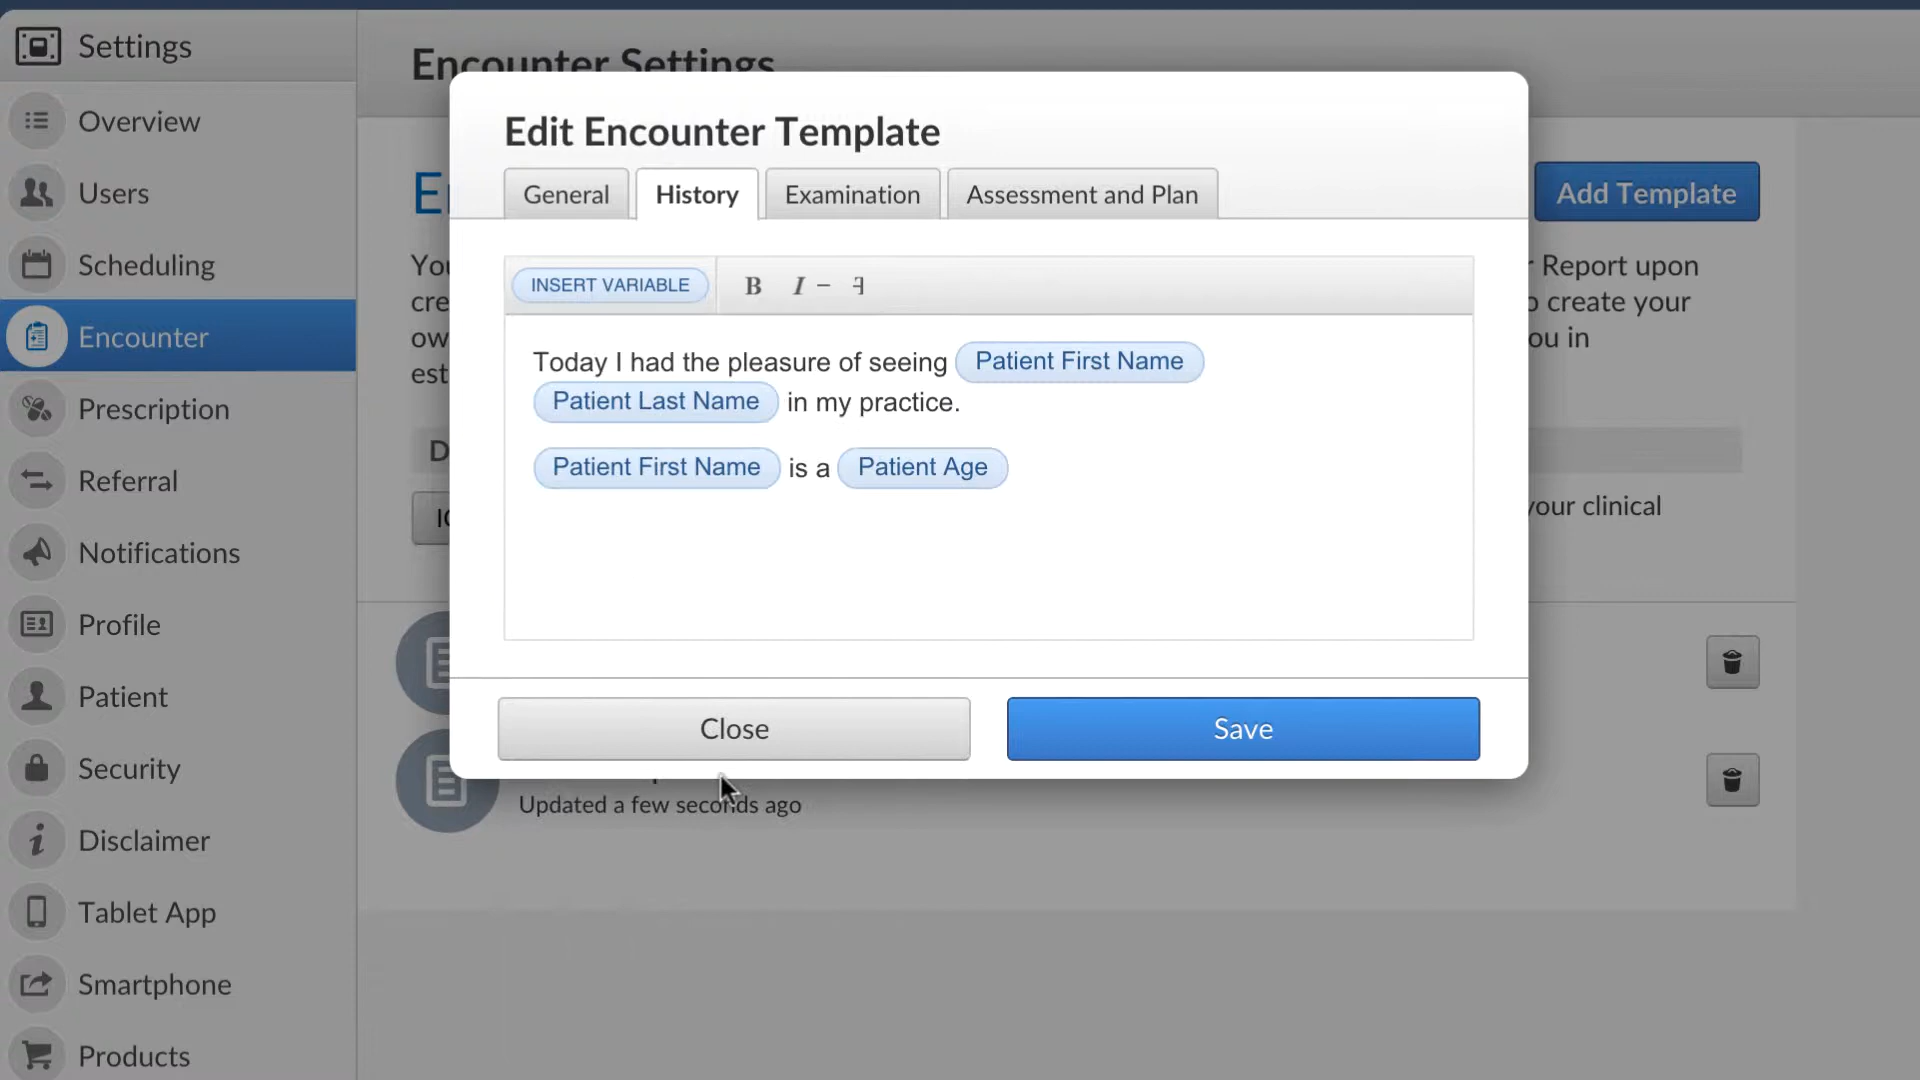 Settings
Overview
Users
Scheduling
Encounter
Prescription
Referral
Notifications
Profile
Patient
Security
Disclaimer
Tablet App
Smartphone
Products
Encounter Settings
Add Template
Report upon
create your
ou in
your clinical
Edit Encounter Template
General
History
Examination
Assessment and Plan
INSERT VARIABLE B I
Today I had the pleasure of seeing Patient First Name
Patient Last Name in my practice.
Patient First Name is a Patient Age
Close
Save
Updated a few seconds ago